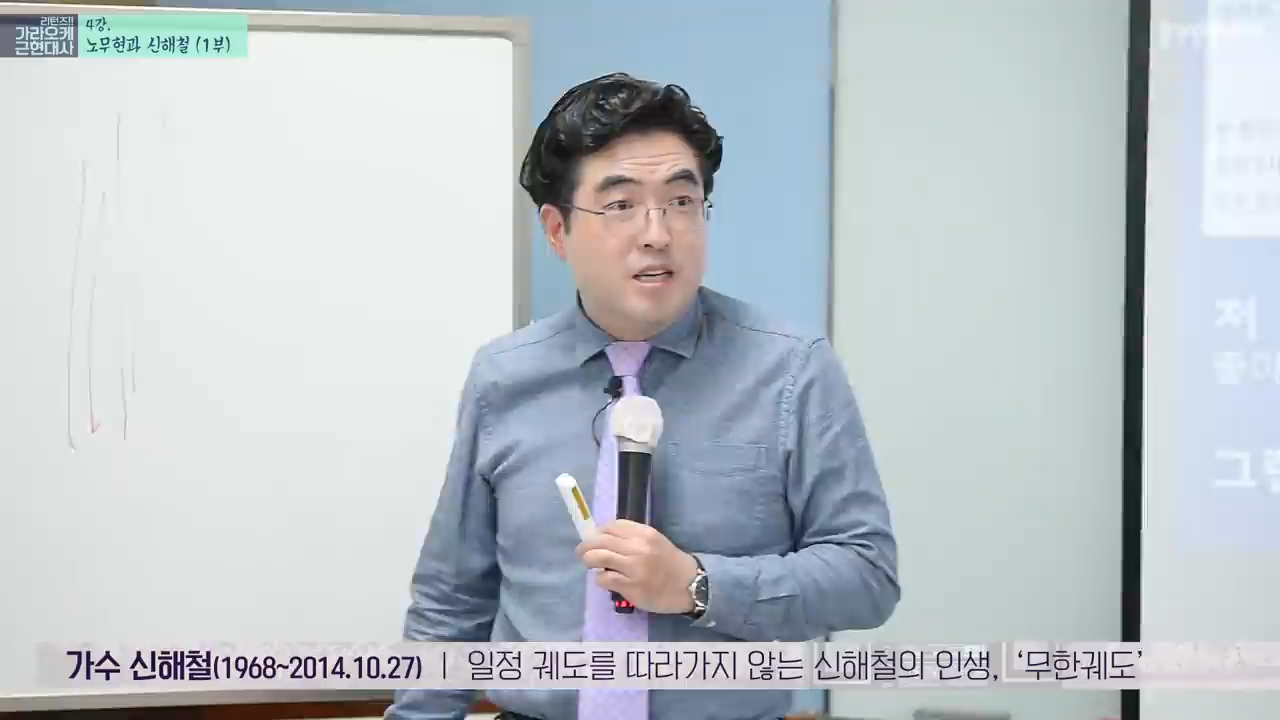 리턴즈!!
가라오케
근현대사
4강.
노무현과 신해철 (1부)
저
좋아
그
가수 신해철(1968~2014.10.27) | 일정 궤도를 따라가지 않는 신해철의 인생, ‘무한궤도’